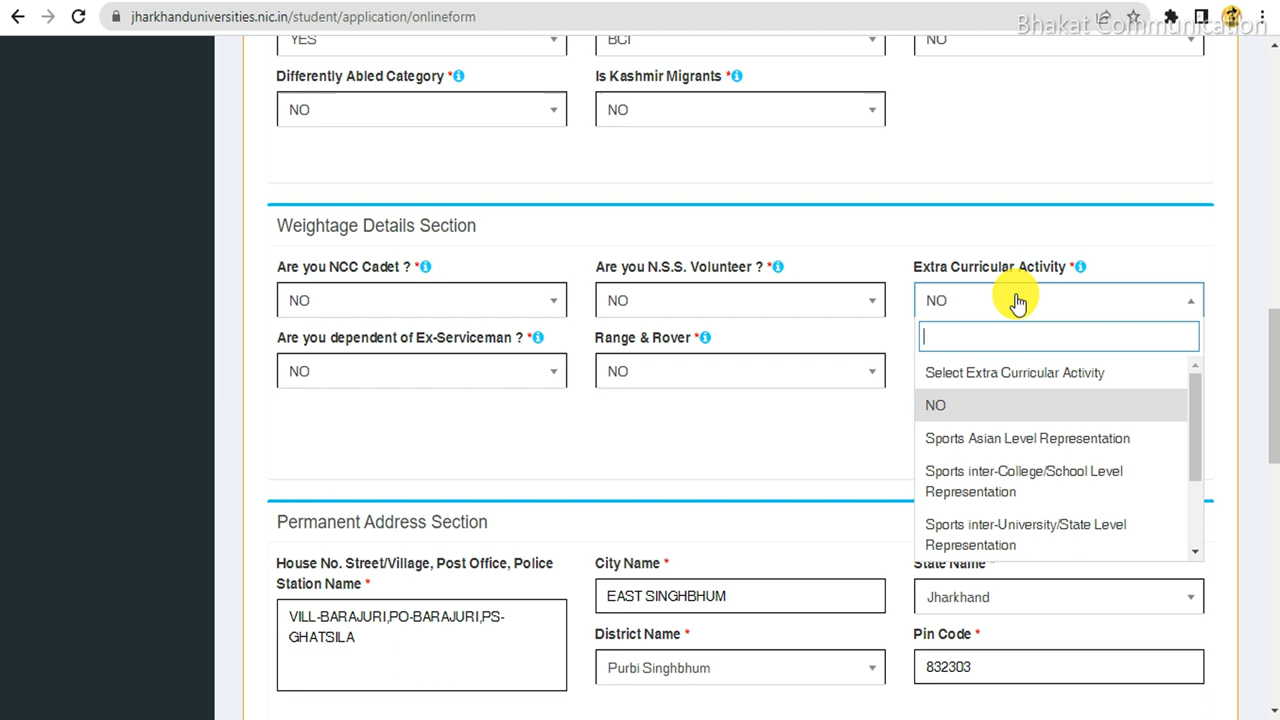 jharkhanduniversities.nic.in/student/application/onlineform
Bhakat Communication
YES BCI NO
Differently Abled Category * Is Kashmir Migrants *
NO NO
Weightage Details Section
Are you NCC Cadet ? * Are you N.S.S. Volunteer ? * Extra Curricular Activity *
NO NO NO
Are you dependent of Ex-Serviceman ? * Range & Rover *
NO NO
Select Extra Curricular Activity
NO
Sports Asian Level Representation
Sports inter-College/School Level
Representation
Sports inter-University/State Level
Representation
Permanent Address Section
House No. Street/Village, Post Office, Police
Station Name *
VILL-BARAJURI,PO-BARAJURI,PS-
GHATSILA
City Name *
EAST SINGHBHUM
State Name *
Jharkhand
District Name *
Purbi Singhbhum
Pin Code *
832303